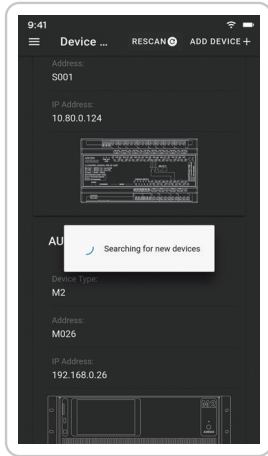 9:41
Device ... RESCAN ADD DEVICE +
Address:
S001
IP Address:
10.80.0.124
AU
Searching for new devices
Device Type:
M2
Address:
M026
IP Address:
192.168.0.26
M2